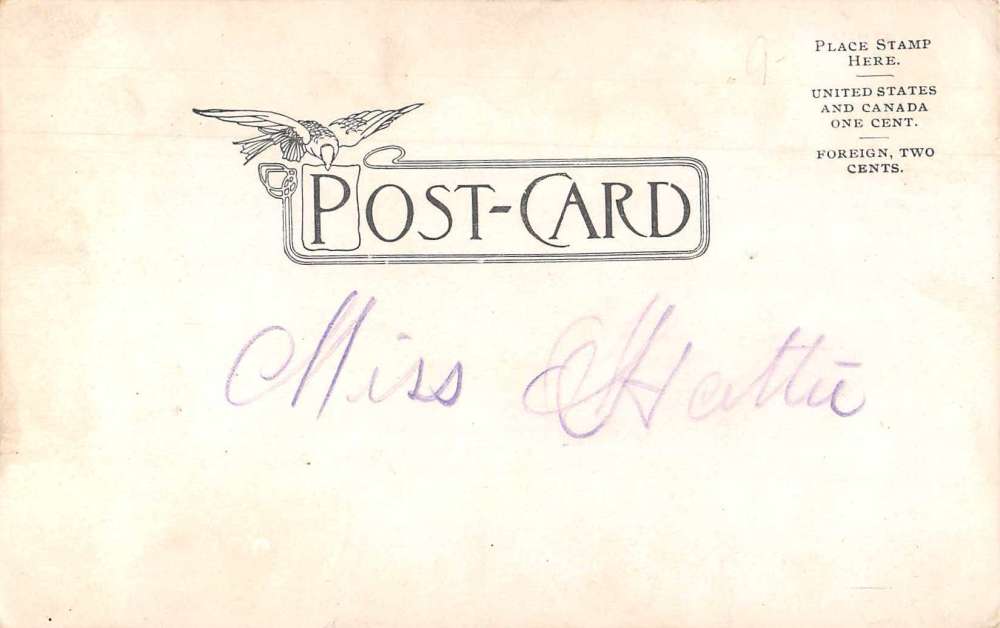 PLACE STAMP
HERE.
UNITED STATES
AND CANADA
ONE CENT.
FOREIGN, TWO
CENTS.
POST-CARD
Miss Hattie